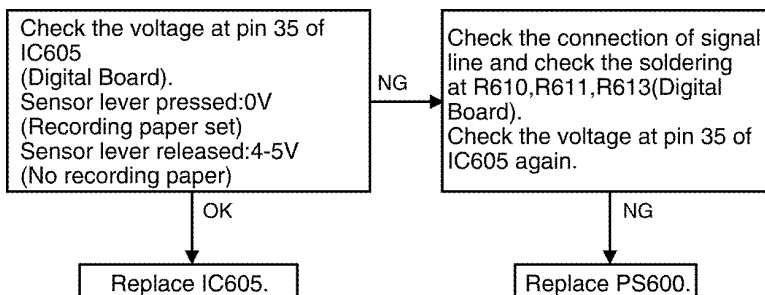 Check the voltage at pin 35 of
IC605
(Digital Board).
Sensor lever pressed:0V
(Recording paper set)
Sensor lever released:4-5V
(No recording paper)
NG
Check the connection of signal
line and check the soldering
at R610,R611,R613(Digital
Board).
Check the voltage at pin 35 of
IC605 again.
OK
NG
Replace IC605.
Replace PS600.